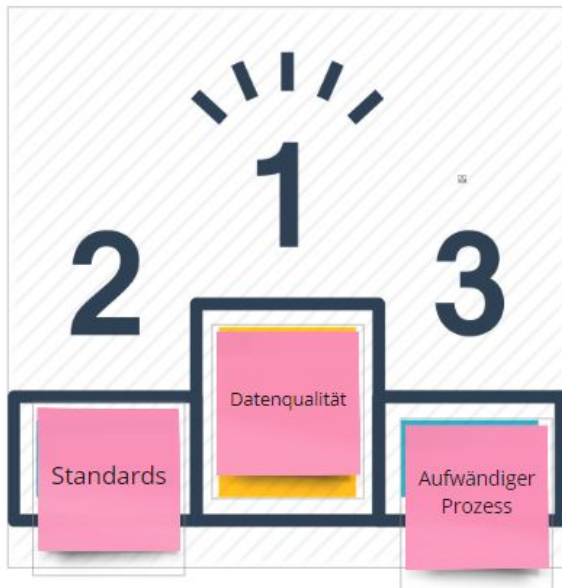 1
2
3
Datenqualität
Standards
Aufwändiger
Prozess